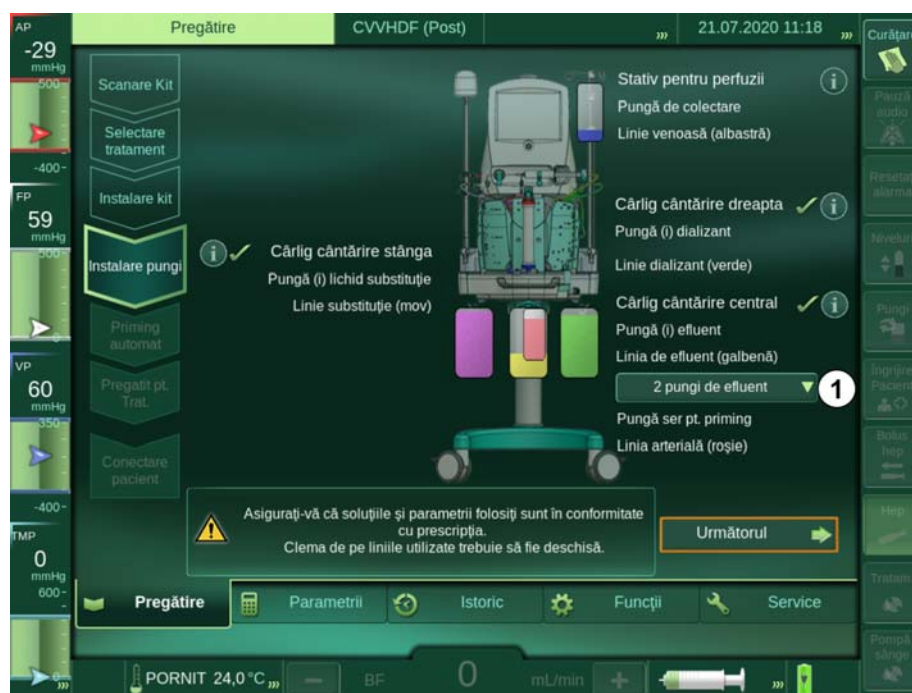 Pregătire
CVVHDF (Post)
21.07.2020 11:18
AP
-29
mmHg
500
-400
FP
59
mmHg
500
0
VP
60
mmHg
350
-400
TMP
0
mmHg
600
Scanare Kit
Selectare
tratament
Instalare kit
Instalare pungi
Priming
automat
Pregatit pt.
Trat.
Conectare
pacient
Cârlig cântărire stânga
Pungă (i) lichid substituție
Linie substituție (mov)
Stativ pentru perfuzii
Pungă de colectare
Linie venoasă (albastră)
Cârlig cântărire dreapta
Pungă (i) dializant
Linie dializant (verde)
Cârlig cântărire central
Pungă (i) efluent
Linia de efluent (galbenă)
2 pungi de efluent
1
Pungă ser pt. priming
Linia arterială (roșie)
Asigurați-vă că soluțiile și parametrii folosiți sunt în conformitate
cu prescripția.
Clema de pe liniile utilizate trebuie să fie deschisă.
Următorul
Pregătire
Parametrii
Istoric
Funcții
Service
PORNIT 24,0 °C
BF
0
mL/min
Curăţare
Pauză
audio
Resetat
alarma
Niveluri
Pungi
Îngrijire
Pacient
Bolus
hep
Hep
Tratam
Pompă
sânge